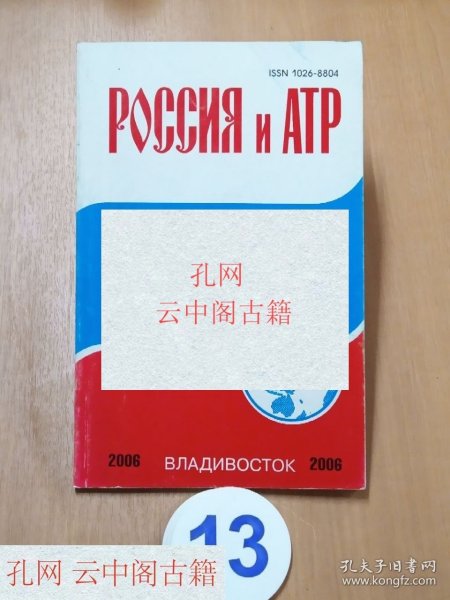 ISSN 1026-8804
РОССИЯ и АТР
孔网
云中阁古籍
2006 ВЛАДИВОСТОК 2006
13
孔网 云中阁古籍
孔夫子旧书网
www.kongfz.com